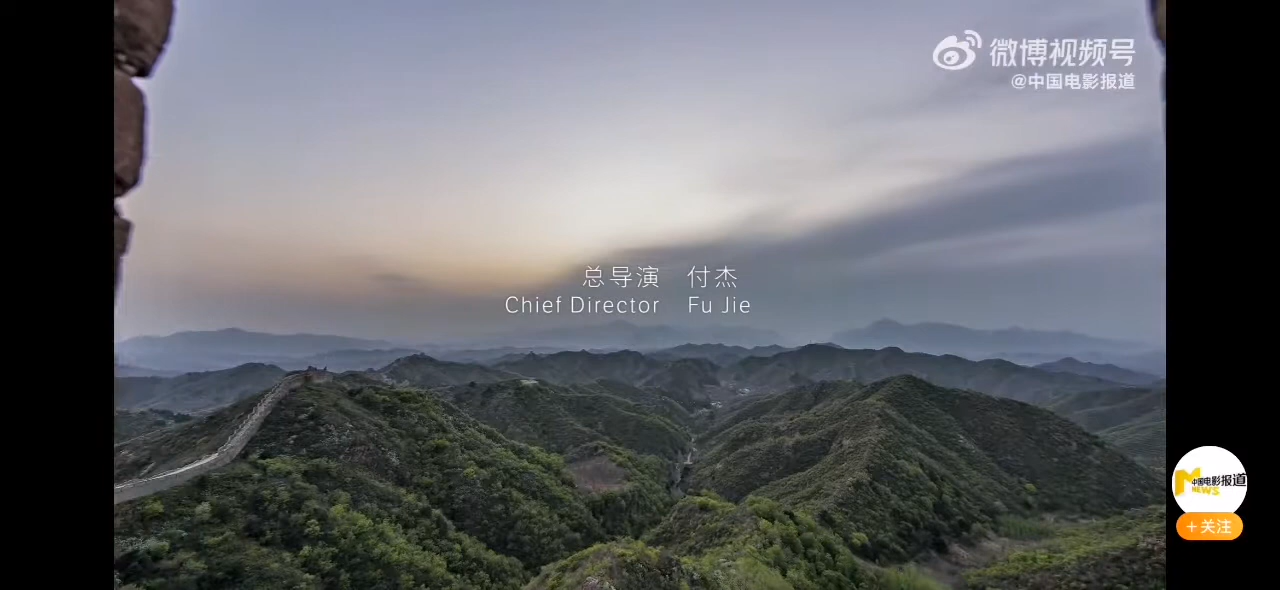 微博视频号
@中国电影报道
总导演 付杰
Chief Director Fu Jie
中国电影报道
NEWS
+关注